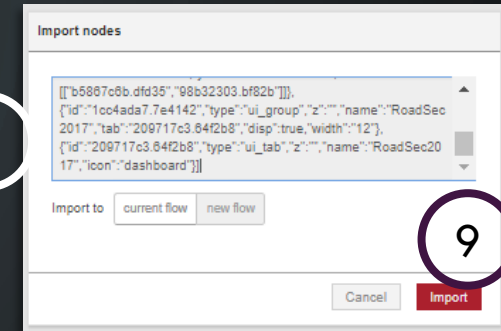 Import nodes
[["b5867c6b.dfd35","98b32303.bf82b"]]},
{"id":"1cc4ada7.7e4142","type":"ui_group","z":"","name":"RoadSec
2017","tab":"209717c3.64f2b8","disp":true,"width":"12"},
{"id":"209717c3.64f2b8","type":"ui_tab","z":"","name":"RoadSec20
17","icon":"dashboard"}]
Import to current flow new flow
9
Cancel Import